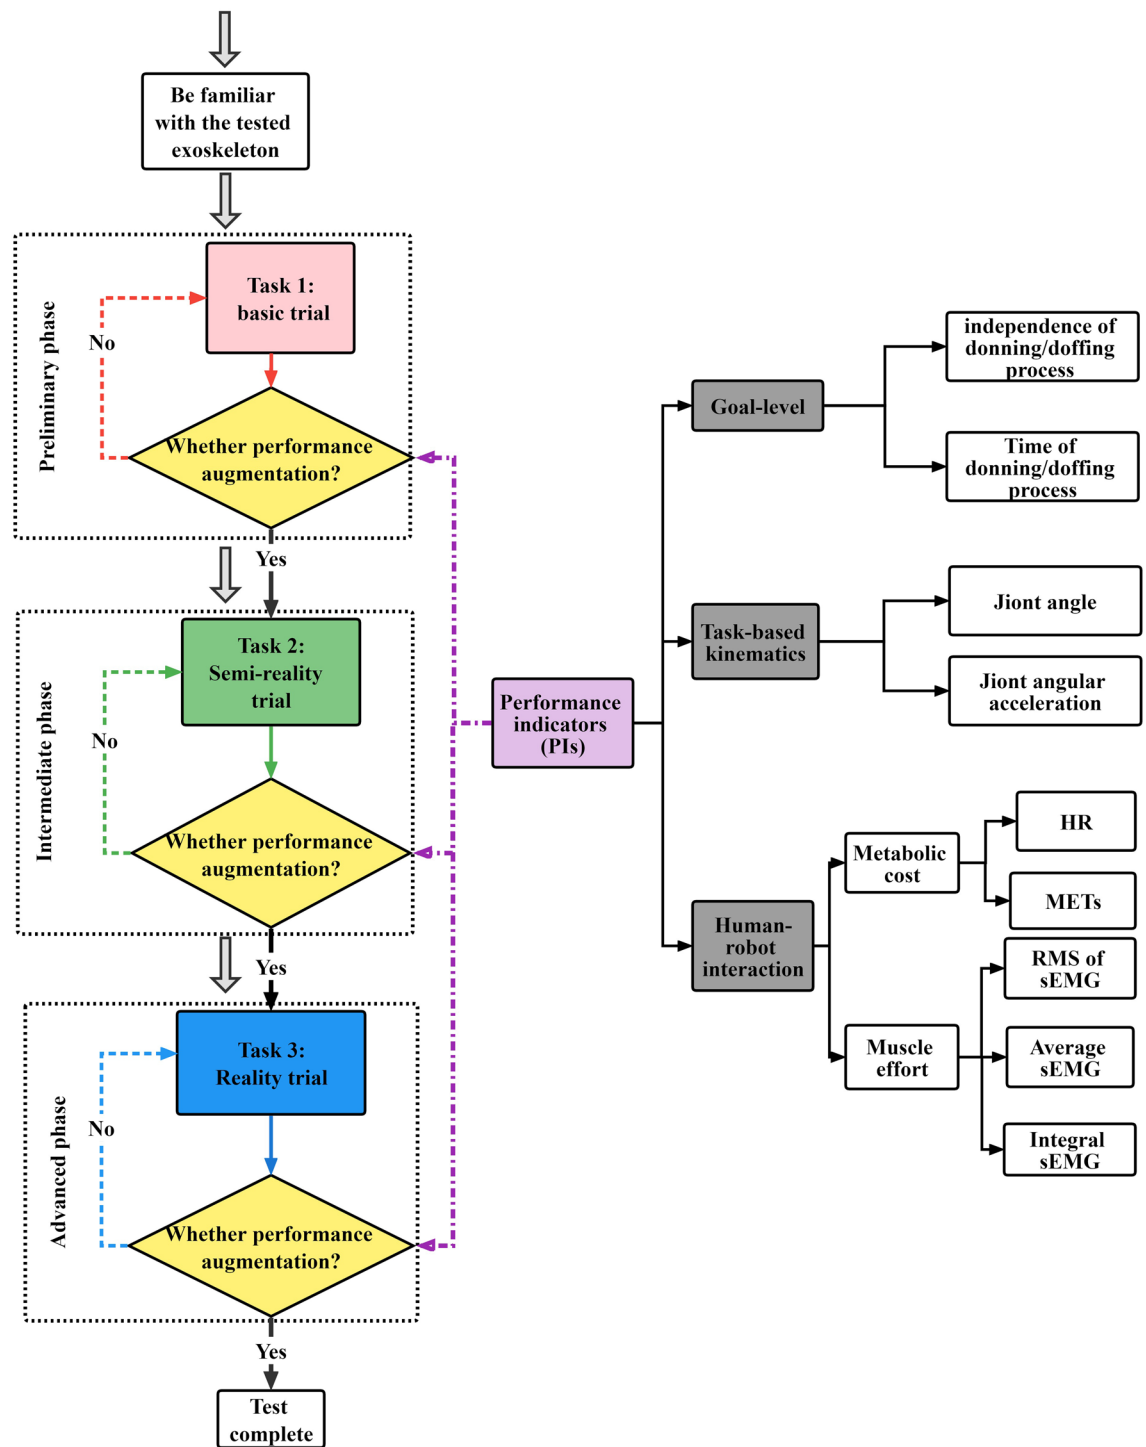 Be familiar
with the tested
exoskeleton
Preliminary phase
Task 1:
basic trial
No
Whether performance
augmentation?
Yes
Intermediate phase
Task 2:
Semi-reality
trial
No
Whether performance
augmentation?
Yes
Advanced phase
Task 3:
Reality trial
No
Whether performance
augmentation?
Yes
Test
complete
Performance
indicators
(PIs)
Goal-level
independence of
donning/doffing
process
Time of
donning/doffing
process
Task-based
kinematics
Jiont angle
Jiont angular
acceleration
Human-
robot
interaction
Metabolic
cost
HR
METs
Muscle
effort
RMS of
sEMG
Average
sEMG
Integral
sEMG